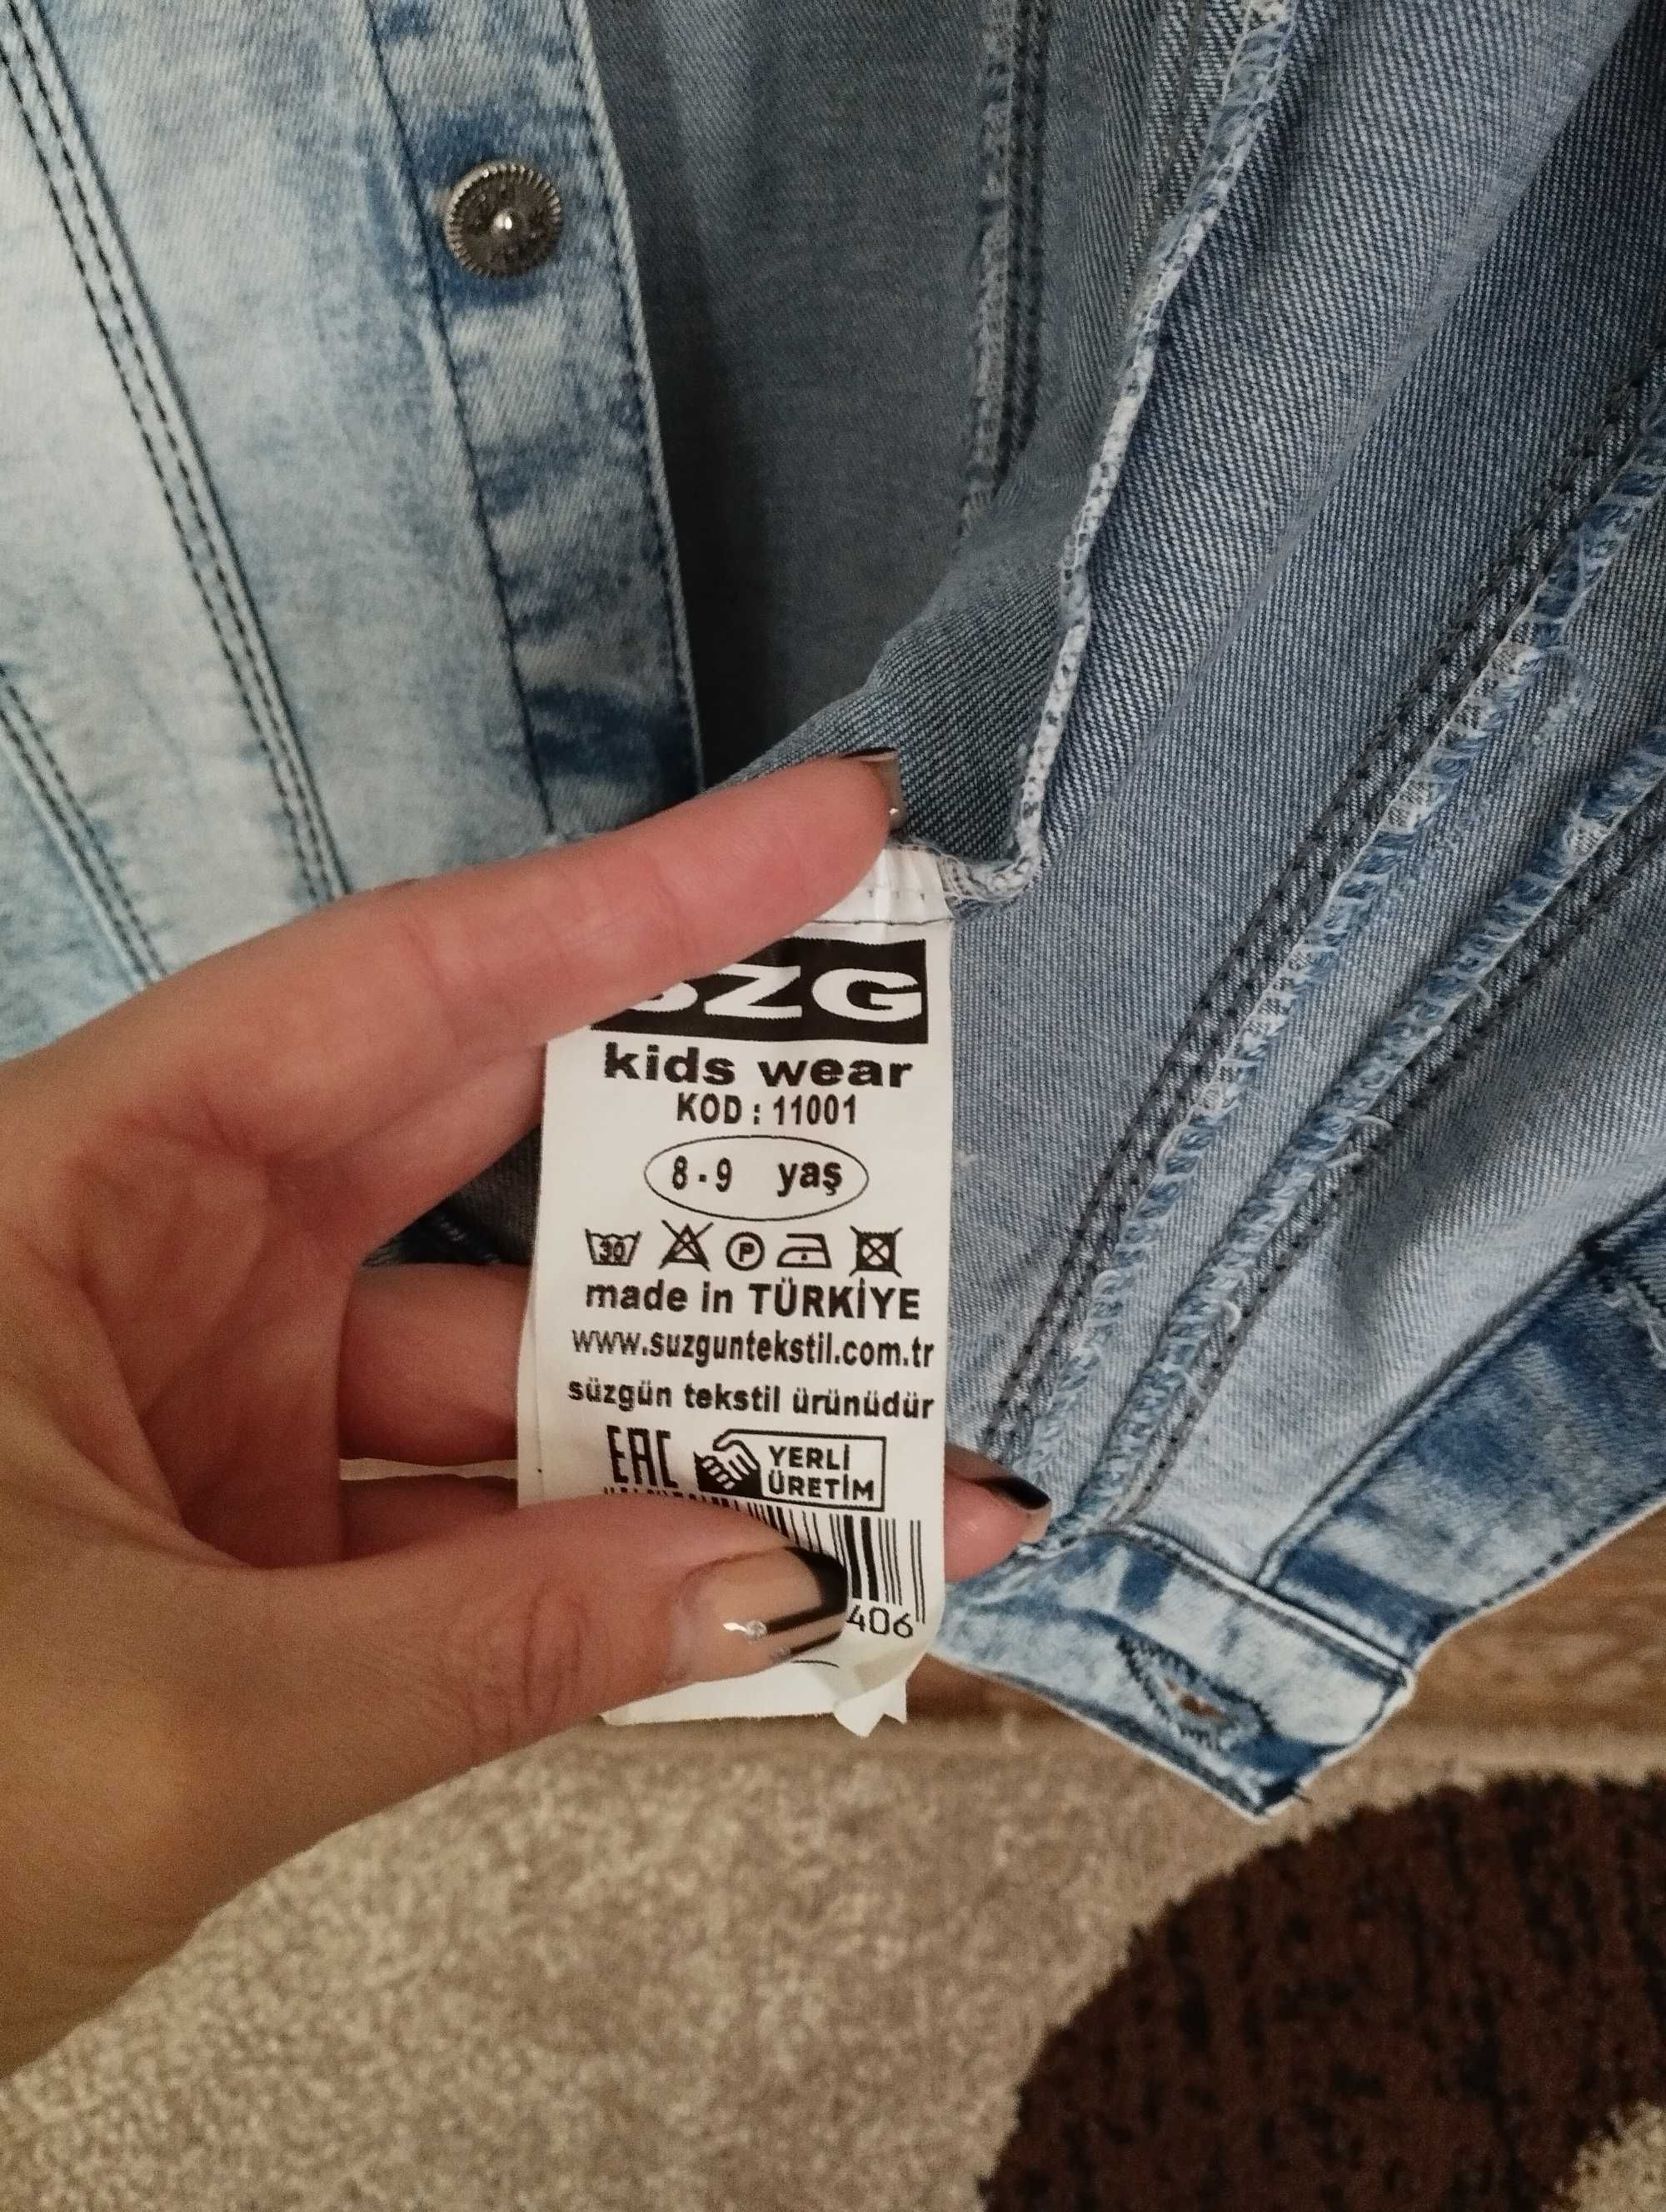 SZG
kids wear
KOD : 11001
8-9 yaş
30
P
made in TÜRKİYE
www.suzguntekstil.com.tr
süzgün tekstil ürünüdür
EAC
YERLİ
ÜRETİM
406